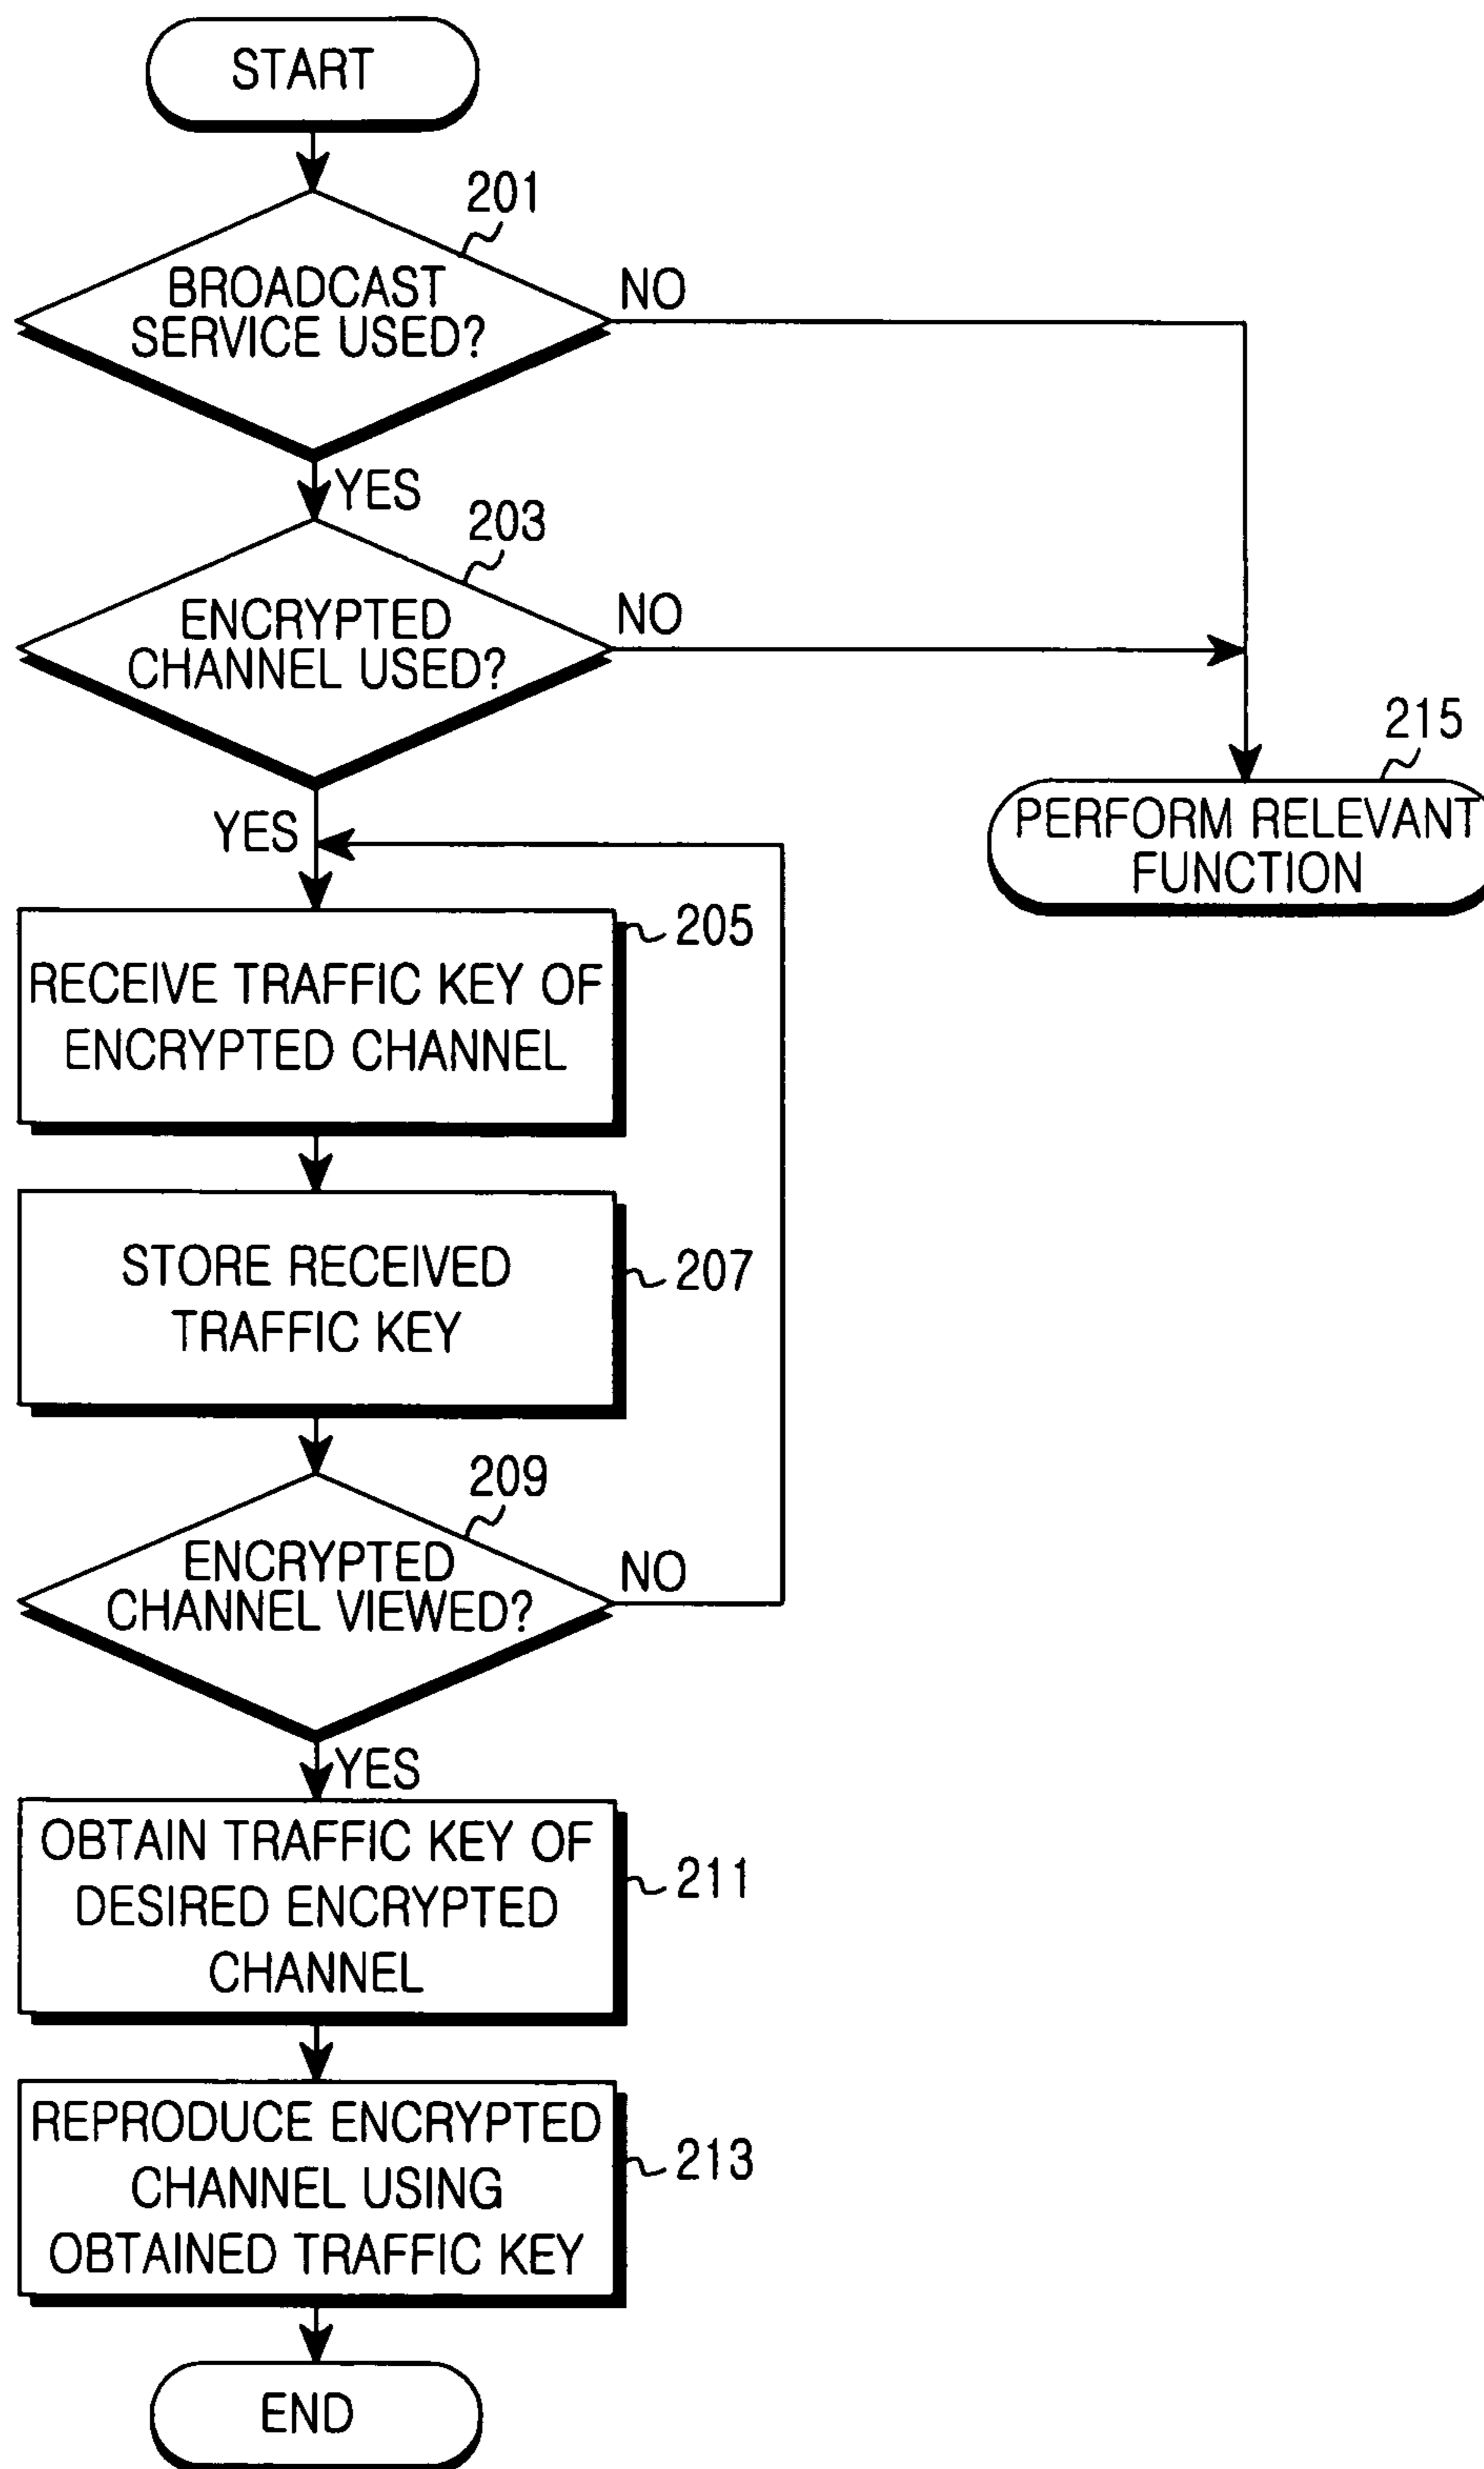 START
201
BROADCAST
SERVICE USED?
NO
YES
203
ENCRYPTED
CHANNEL USED?
NO
215
PERFORM RELEVANT
FUNCTION
YES
205
RECEIVE TRAFFIC KEY OF
ENCRYPTED CHANNEL
207
STORE RECEIVED
TRAFFIC KEY
209
ENCRYPTED
CHANNEL VIEWED?
NO
YES
OBTAIN TRAFFIC KEY OF
DESIRED ENCRYPTED
CHANNEL
211
REPRODUCE ENCRYPTED
CHANNEL USING
OBTAINED TRAFFIC KEY
213
END